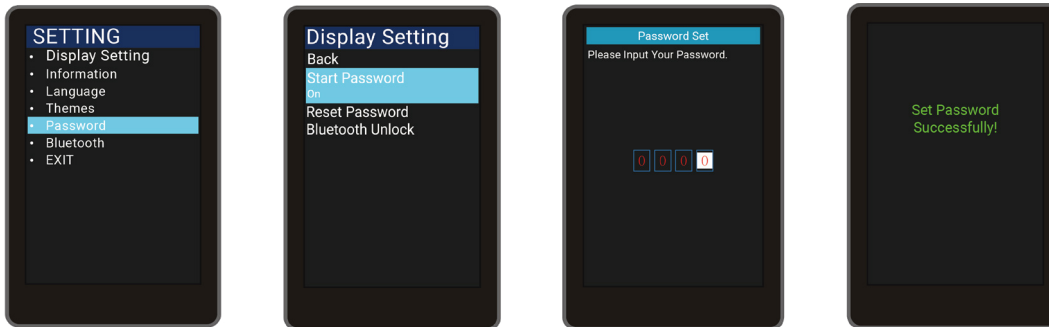 SETTING
• Display Setting
• Information
• Language
• Themes
• Password
• Bluetooth
• EXIT
Display Setting
Back
Start Password
On
Reset Password
Bluetooth Unlock
Password Set
Please Input Your Password.
0 0 0 0
Set Password
Successfully!